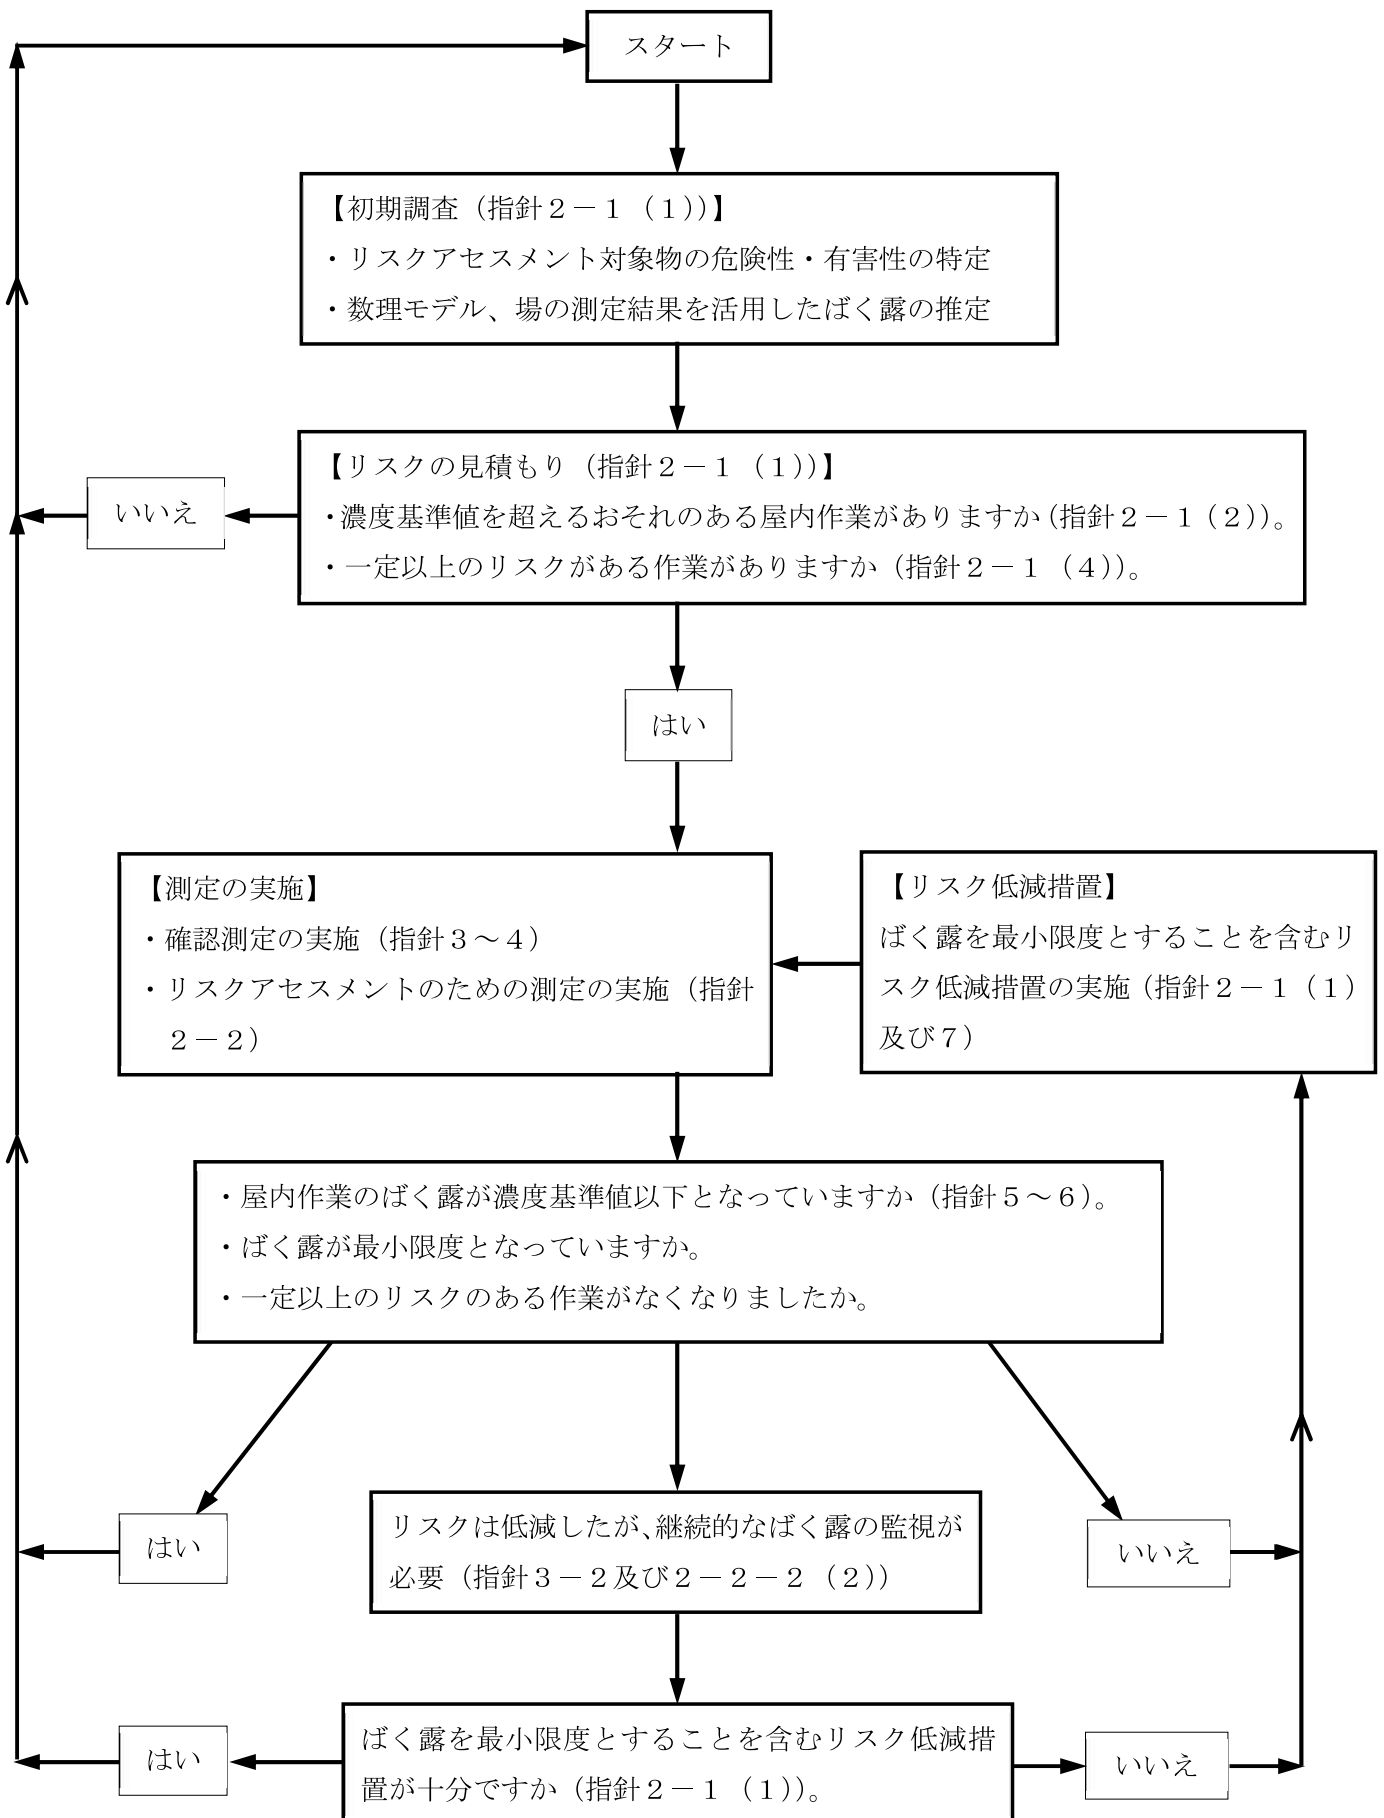 スタート
【初期調査（指針２－１（１））】
・リスクアセスメント対象物の危険性・有害性の特定
・数理モデル、場の測定結果を活用したばく露の推定
【リスクの見積もり（指針２－１（１））】
・濃度基準値を超えるおそれのある屋内作業がありますか（指針２－１（２））。
・一定以上のリスクがある作業がありますか（指針２－１（４））。
いいえ
はい
【測定の実施】
・確認測定の実施（指針３～４）
・リスクアセスメントのための測定の実施（指針
２－２）
【リスク低減措置】
ばく露を最小限度とすることを含むリ
スク低減措置の実施（指針２－１（１）
及び７）
・屋内作業のばく露が濃度基準値以下となっていますか（指針５～６）。
・ばく露が最小限度となっていますか。
・一定以上のリスクのある作業がなくなりましたか。
はい
リスクは低減したが、継続的なばく露の監視が
必要（指針３－２及び２－２－２（２））
いいえ
はい
ばく露を最小限度とすることを含むリスク低減措
置が十分ですか（指針２－１（１））。
いいえ